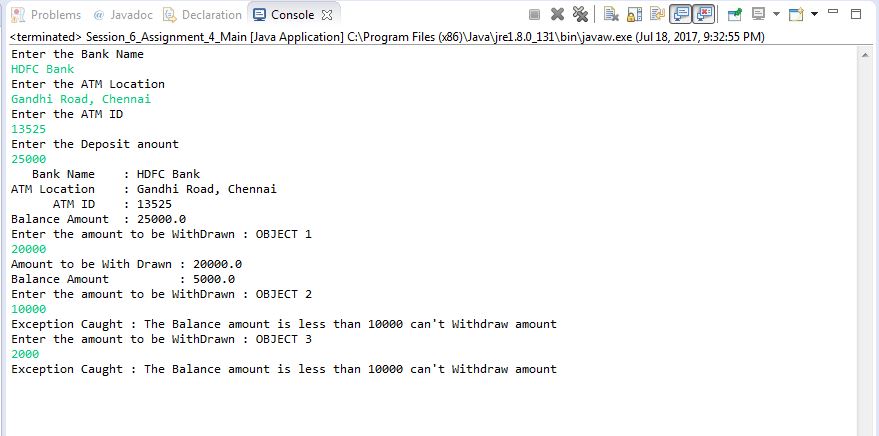 Problems @ Javadoc Declaration Console
<terminated> Session_6_Assignment_4_Main [Java Application] C:\Program Files (x86)\Java\jre1.8.0_131\bin\javaw.exe (Jul 18, 2017, 9:32:55 PM)
Enter the Bank Name
HDFC Bank
Enter the ATM Location
Gandhi Road, Chennai
Enter the ATM ID
13525
Enter the Deposit anount
25000
Bank Name : HDFC Bank
ATM Location : Gandhi Road, Chennai
ATM ID : 13525
Balance Amount : 25000.0
Enter the amount to be WithDrawn : OBJECT 1
20000
Amount to be With Drawn : 20000.0
Balance Amount : 5000.0
Enter the amount to be WithDrawn : OBJECT 2
10000
Exception Caught : The Balance amount is less than 10000 can't Withdraw amount
Enter the amount to be WithDrawn : OBJECT 3
2000
Exception Caught : The Balance amount is less than 10000 can't Withdraw amount